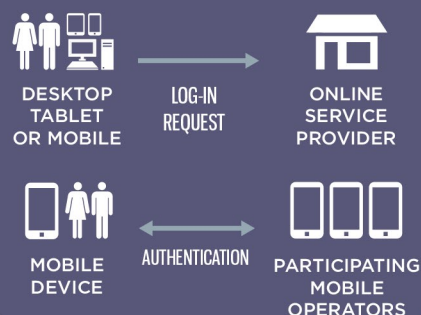 DESKTOP
TABLET
OR MOBILE
LOG-IN
REQUEST
ONLINE
SERVICE
PROVIDER
MOBILE
DEVICE
AUTHENTICATION
PARTICIPATING
MOBILE
OPERATORS